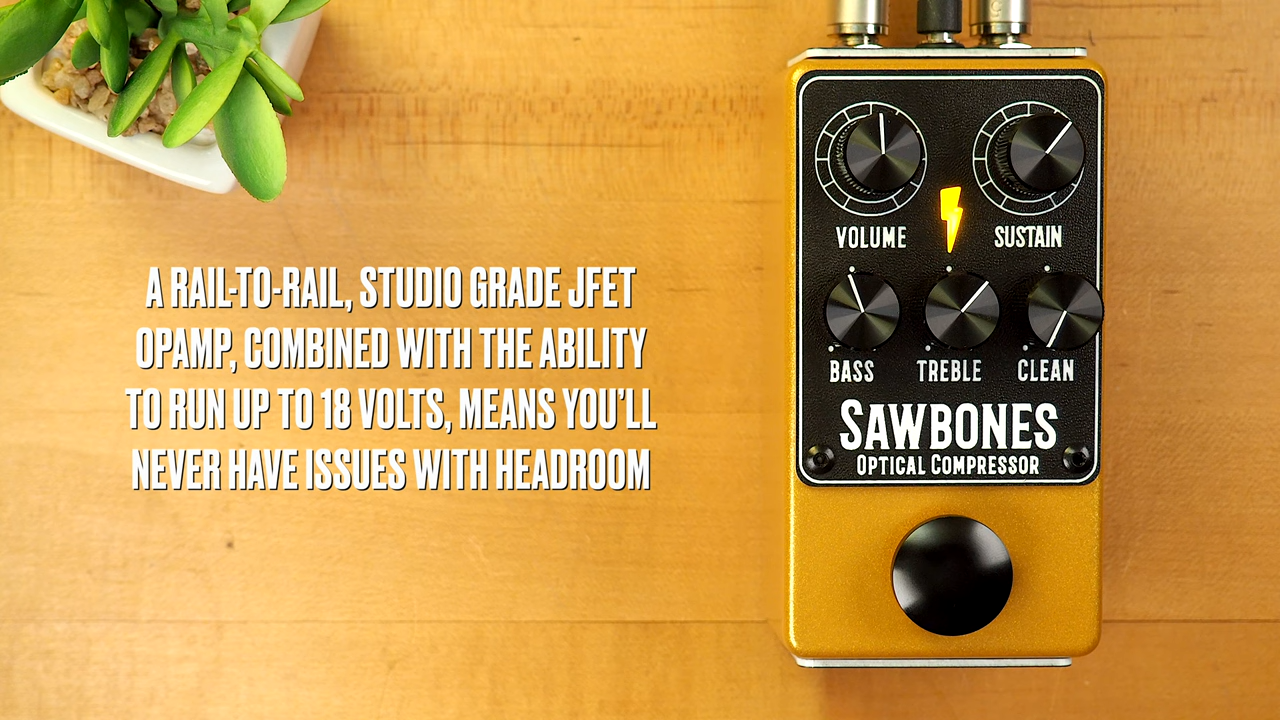 A RAIL-TO-RAIL, STUDIO GRADE JFET
OPAMP, COMBINED WITH THE ABILITY
TO RUN UP TO 18 VOLTS, MEANS YOU'LL
NEVER HAVE ISSUES WITH HEADROOM
VOLUME
SUSTAIN
BASS
TREBLE
CLEAN
SAWBONES
OPTICAL COMPRESSOR